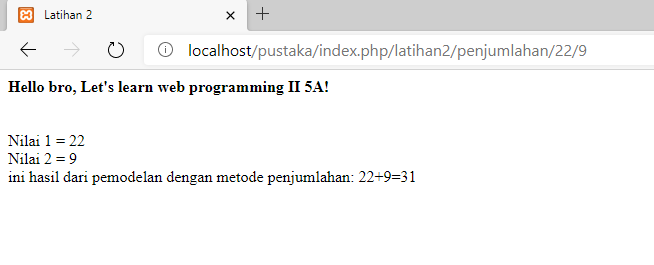 Latihan 2
localhost/pustaka/index.php/latihan2/penjumlahan/22/9
Hello bro, Let's learn web programming II 5A!
Nilai 1 = 22
Nilai 2 = 9
ini hasil dari pemodelan dengan metode penjumlahan: 22+9=31